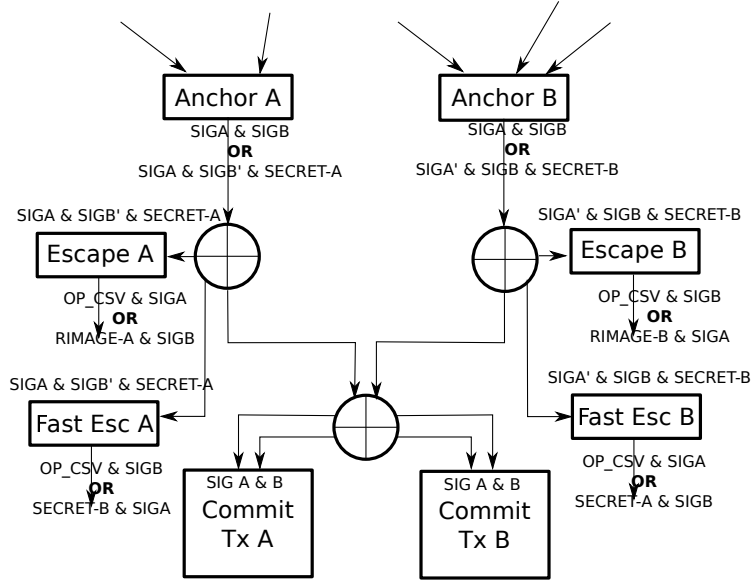 Anchor A
Anchor B
SIGA & SIGB
OR
SIGA & SIGB' & SECRET-A
SIGA & SIGB
OR
SIGA' & SIGB & SECRET-B
SIGA & SIGB' & SECRET-A
Escape A
OP_CSV & SIGA
OR
RIMAGE-A & SIGB
SIGA' & SIGB & SECRET-B
Escape B
OP_CSV & SIGB
OR
RIMAGE-B & SIGA
SIGA & SIGB' & SECRET-A
Fast Esc A
OP_CSV & SIGB
OR
SECRET-B & SIGA
SIGA' & SIGB & SECRET-B
Fast Esc B
OP_CSV & SIGA
OR
SECRET-A & SIGB
SIG A & B
Commit
Tx A
SIG A & B
Commit
Tx B